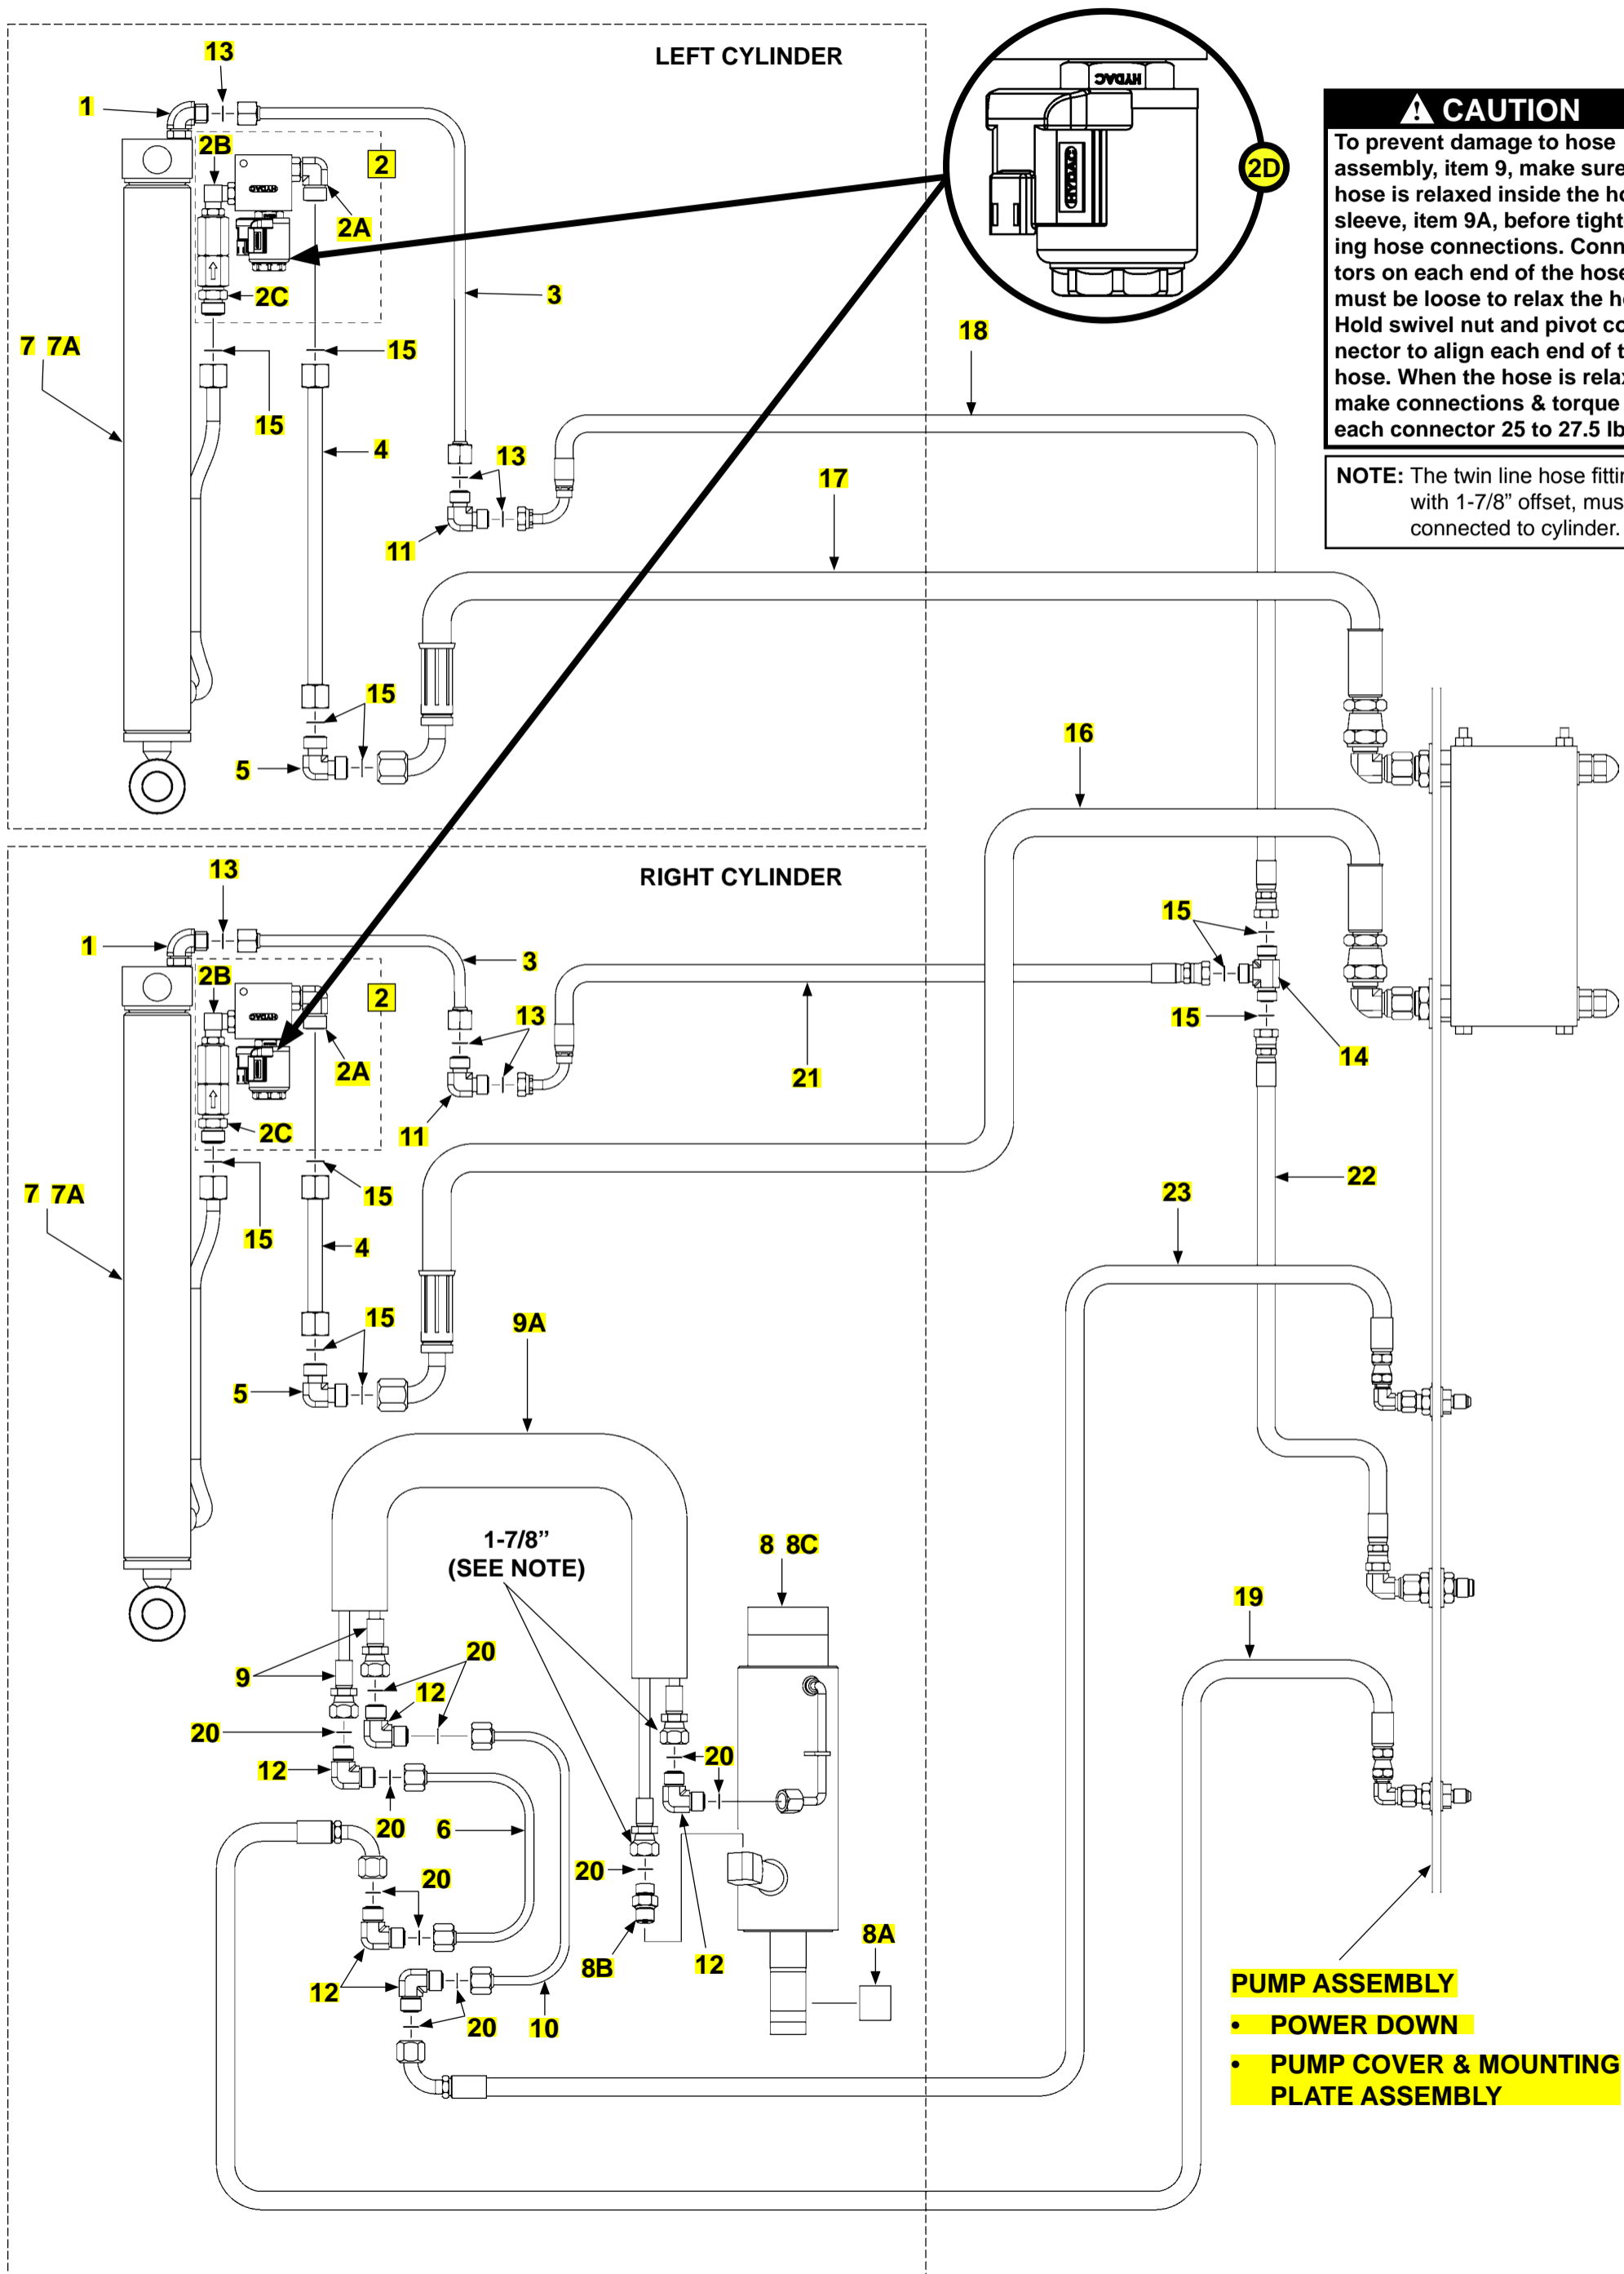 LEFT CYLINDER
13
1
2B
2
2A
2C
3
7 7A
15
15
4
13
11
15
5
HYDAC
HYDAC
HYDAC
2D
18
17
⚠ CAUTION
To prevent damage to hose
assembly, item 9, make sure
hose is relaxed inside the
sleeve, item 9A, before
ing hose connections.
tors on each end of the hose
must be loose to relax the
Hold swivel nut and pivot
nector to align each end of
hose. When the hose is
make connections & torque
each connector 25 to 27.5
NOTE: The twin line hose
with 1-7/8” offset,
connected to cylinder.
16
RIGHT CYLINDER
13
1
2B
2
2A
2C
HYDAC
3
13
11
21
15
15
14
7 7A
15
15
4
15
5
22
23
9A
1-7/8”
(SEE NOTE)
8 8C
19
9
20
12
20
12
20
6
20
20
20
12
8B
12
8A
12
20
10
PUMP ASSEMBLY
• POWER DOWN
• PUMP COVER & MOUNTING
PLATE ASSEMBLY